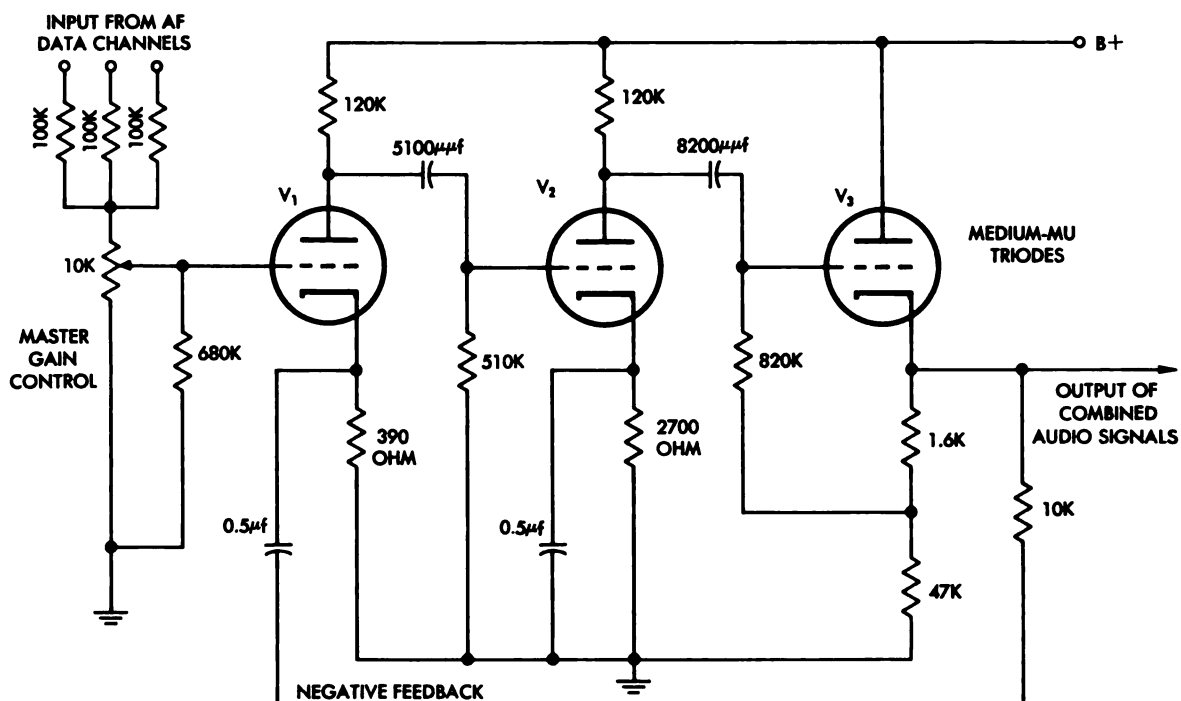 INPUT FROM AF
DATA CHANNELS
B+
100K
100K
100K
120K
120K
5100μμf
8200μμf
V₁
V₂
V₃
MEDIUM-MU
TRIODES
10K
MASTER
GAIN
CONTROL
680K
510K
820K
390
OHM
2700
OHM
OUTPUT OF
COMBINED
AUDIO SIGNALS
1.6K
10K
0.5μf
0.5μf
47K
NEGATIVE FEEDBACK